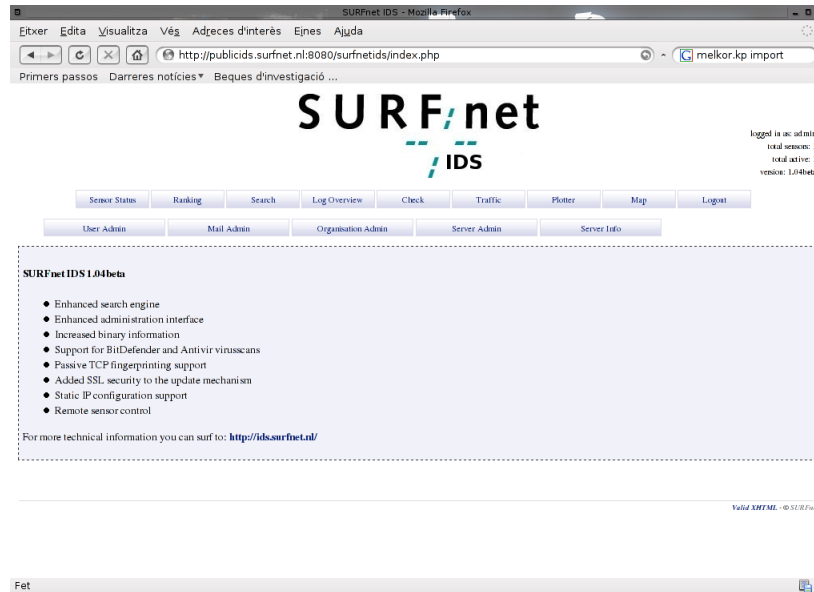 SURFnet IDS - Mozilla Firefox
Eitxer Edita Visualitza Vés Adreces d'interès Eines Ajuda
http://publicids.surfnet.nl:8080/surfnetids/index.php
melkor.kp import
Primers passos Darreres notícies Beques d'investigació ...
SURFnet
IDS
logged in as: admin
total sensors:
total active:
version: 1.04beta
Sensor Status Ranking Search Log Overview Check Traffic Plotter Map Logout
User Admin Mail Admin Organisation Admin Server Admin Server Info
SURFnet IDS 1.04beta
Enhanced search engine
Enhanced administration interface
Increased binary information
Support for BitDefender and Antivir virusscans
Passive TCP fingerprinting support
Added SSL security to the update mechanism
Static IP configuration support
Remote sensor control
For more technical information you can surf to: http://ids.surfnet.nl/
Valid XHTML - ©
Fet